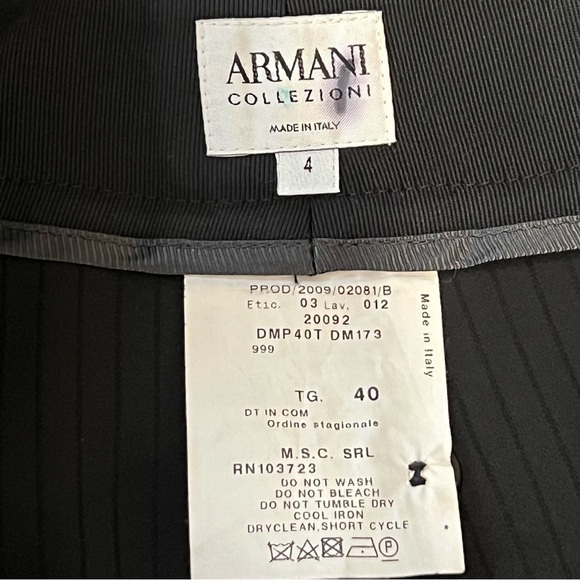 ARMANI
COLLEZIONI
MADE IN ITALY
4
PROD/2009/02081/B
Etic. 03 Lav. 012
20092
DMP40T DM173
999
Made in Italy
TG. 40
DT IN COM
Ordine stagionale
M.S.C. SRL
RN103723
DO NOT WASH
DO NOT BLEACH
DO NOT TUMBLE DRY
COOL IRON
DRYCLEAN,SHORT CYCLE
P